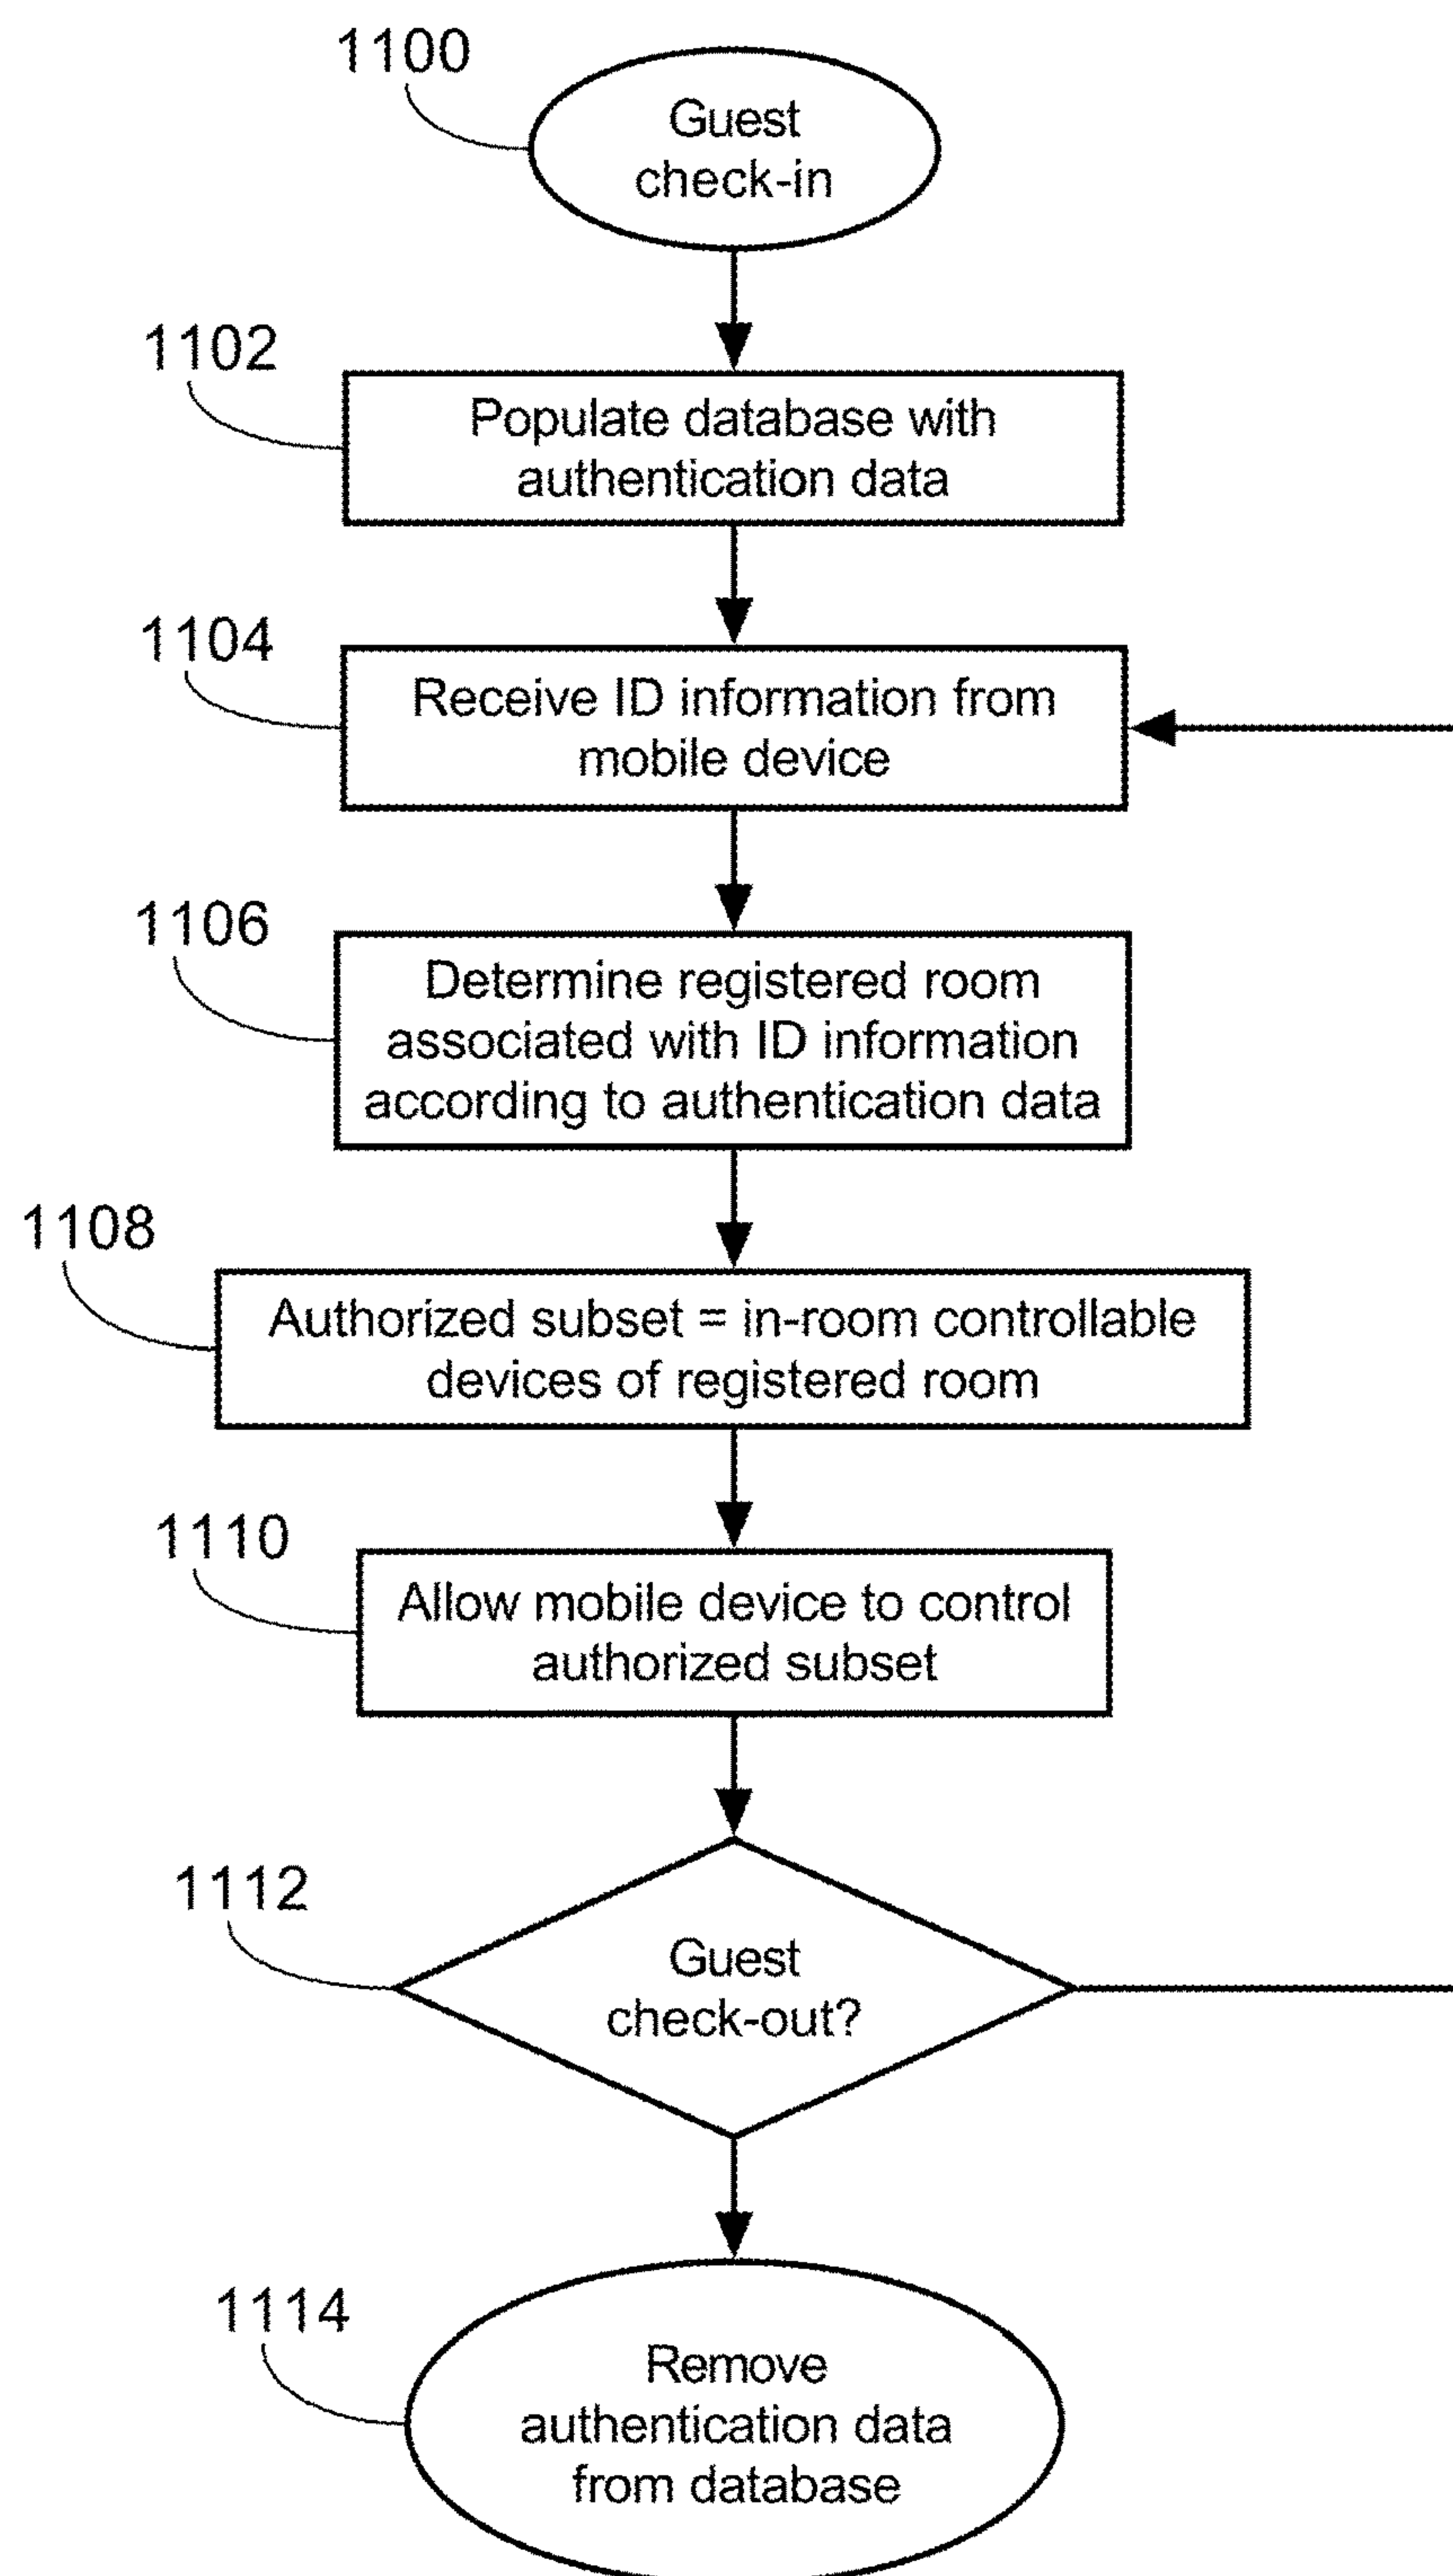 1100
Guest
check-in
1102
Populate database with
authentication data
1104
Receive ID information from
mobile device
1106
Determine registered room
associated with ID information
according to authentication data
1108
Authorized subset = in-room controllable
devices of registered room
1110
Allow mobile device to control
authorized subset
1112
Guest
check-out?
1114
Remove
authentication data
from database